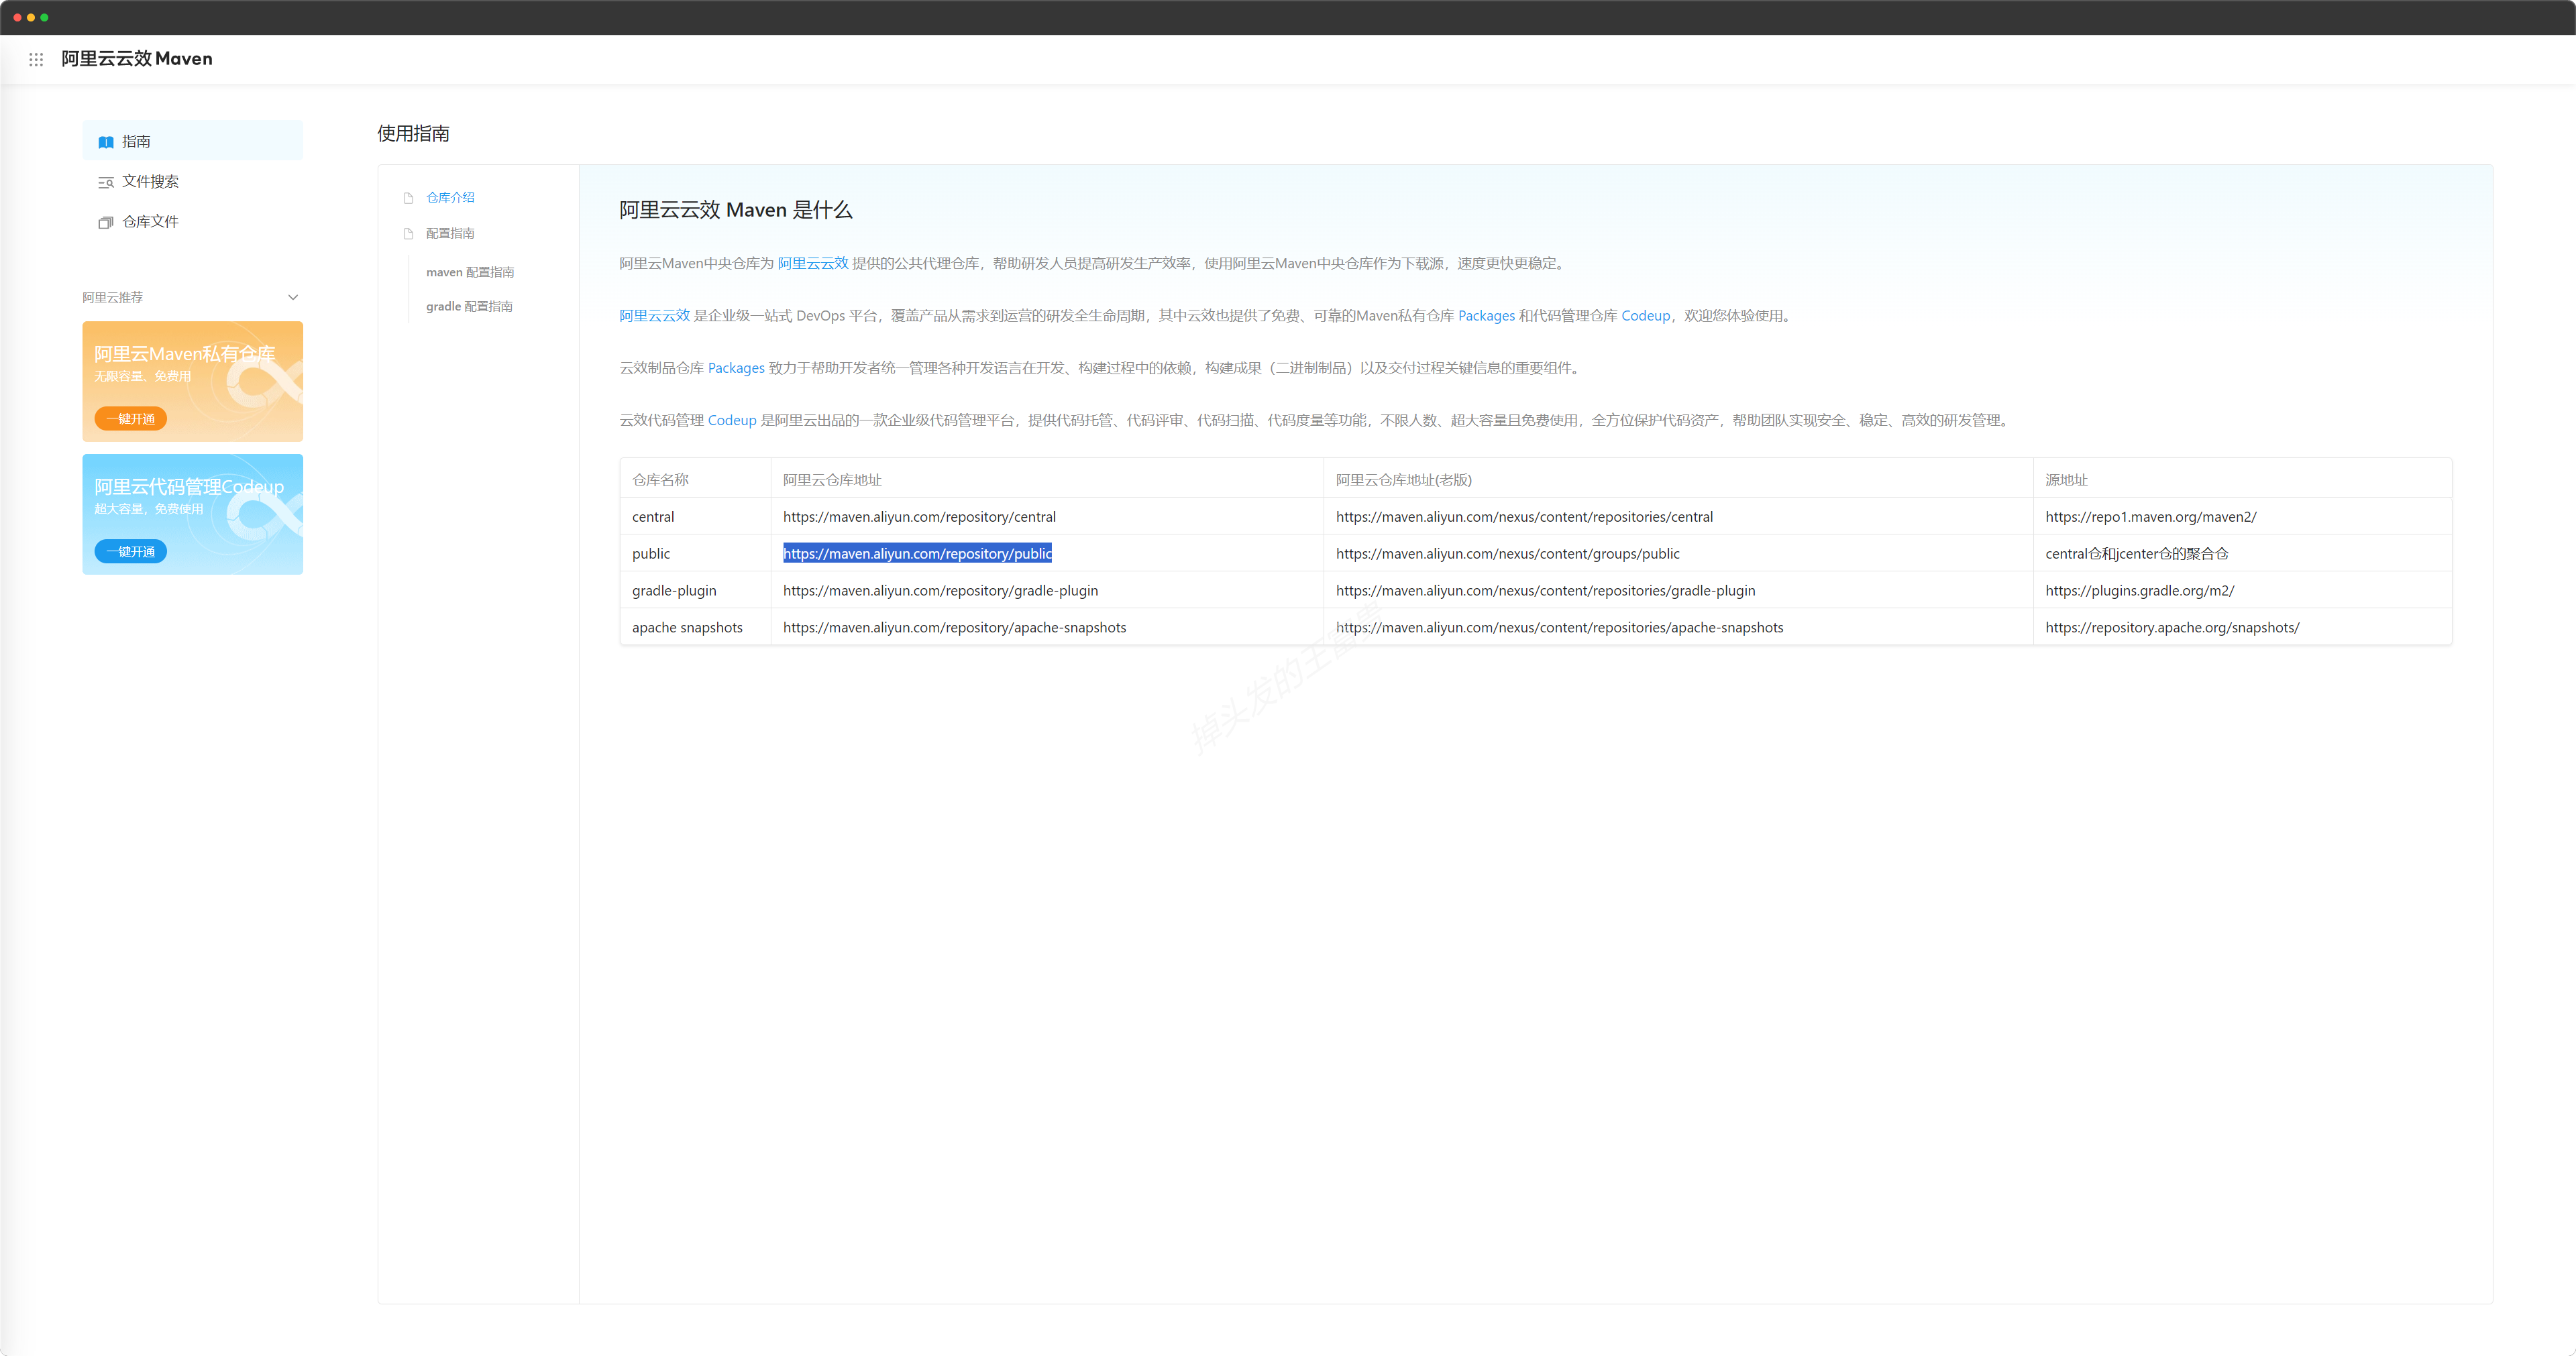 阿里云云效 Maven
指南
文件搜索
仓库文件
阿里云推荐
阿里云Maven私有仓库
无限容量、免费用
一键开通
阿里云代码管理Codeup
超大容量，免费使用
一键开通
使用指南
仓库介绍
配置指南
maven 配置指南
gradle 配置指南
阿里云云效 Maven 是什么
阿里云Maven中央仓库为 阿里云云效 提供的公共代理仓库，帮助研发人员提高研发生产效率，使用阿里云Maven中央仓库作为下载源，速度更快更稳定。
阿里云云效 是企业级一站式 DevOps 平台，覆盖产品从需求到运营的研发全生命周期，其中云效也提供了免费、可靠的Maven私有仓库 Packages 和代码管理仓库 Codeup，欢迎您体验使用。
云效制品仓库 Packages 致力于帮助开发者统一管理各种开发语言在开发、构建过程中的依赖，构建成果（二进制制品）以及交付过程关键信息的重要组件。
云效代码管理 Codeup 是阿里云出品的一款企业级代码管理平台，提供代码托管、代码评审、代码扫描、代码度量等功能，不限人数、超大容量且免费使用，全方位保护代码资产，帮助团队实现安全、稳定、高效的研发管理。
仓库名称 阿里云仓库地址 阿里云仓库地址(老版) 源地址
central https://maven.aliyun.com/repository/central https://maven.aliyun.com/nexus/content/repositories/central https://repo1.maven.org/maven2/
public https://maven.aliyun.com/repository/public https://maven.aliyun.com/nexus/content/groups/public central仓和jcenter仓的聚合仓
gradle-plugin https://maven.aliyun.com/repository/gradle-plugin https://maven.aliyun.com/nexus/content/repositories/gradle-plugin https://plugins.gradle.org/m2/
apache snapshots https://maven.aliyun.com/repository/apache-snapshots https://maven.aliyun.com/nexus/content/repositories/apache-snapshots https://repository.apache.org/snapshots/
掉头发的王